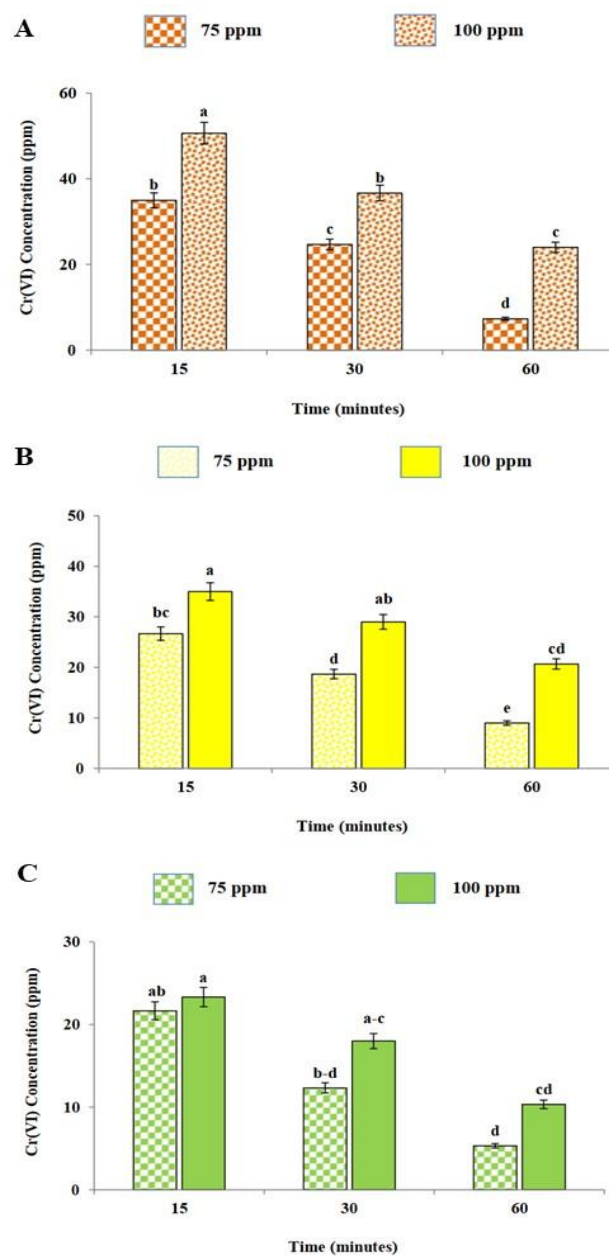 A
75 ppm 100 ppm
Cr(VI) Concentration (ppm)
60
40
20
0
b a
c b
d c
15 30 60
Time (minutes)
B
75 ppm 100 ppm
Cr(VI) Concentration (ppm)
50
40
30
20
10
0
bc a
d ab
e cd
15 30 60
Time (minutes)
C
75 ppm 100 ppm
Cr(VI) Concentration (ppm)
30
20
10
0
ab a
b-d a-c
d cd
15 30 60
Time (minutes)